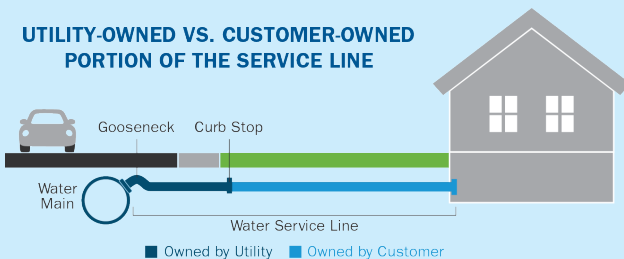 UTILITY-OWNED VS. CUSTOMER-OWNED
PORTION OF THE SERVICE LINE
Gooseneck
Curb Stop
Water
Main
Water Service Line
Owned by Utility
Owned by Customer